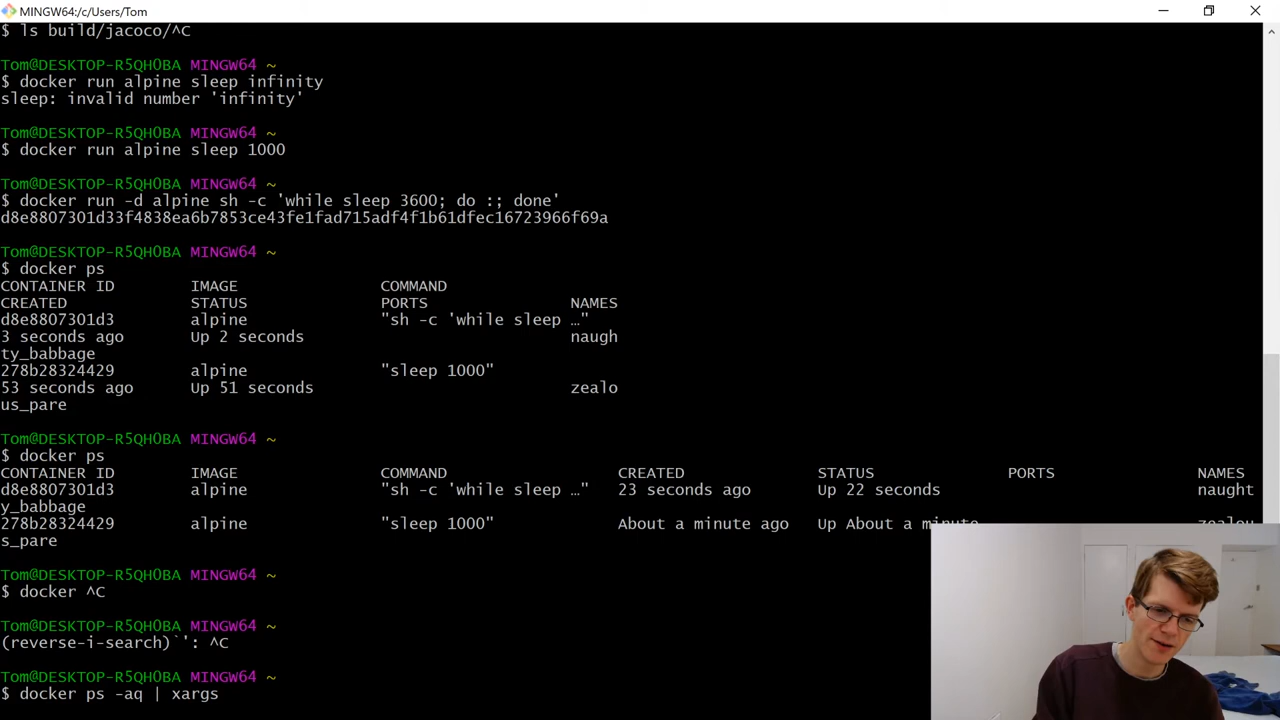 MINGW64:/c/Users/Tom
$ ls build/jacoco/^C
Tom@DESKTOP-R5QH0BA MINGW64 ~
$ docker run alpine sleep infinity
sleep: invalid number 'infinity'
Tom@DESKTOP-R5QH0BA MINGW64 ~
$ docker run alpine sleep 1000
Tom@DESKTOP-R5QH0BA MINGW64 ~
$ docker run -d alpine sh -c 'while sleep 3600; do :; done'
d8e8807301d33f4838ea6b7853ce43fe1fad715adf4f1b61dfec16723966f69a
Tom@DESKTOP-R5QH0BA MINGW64 ~
$ docker ps
CONTAINER ID IMAGE COMMAND
CREATED STATUS PORTS NAMES
d8e8807301d3 alpine "sh -c 'while sleep …"
3 seconds ago Up 2 seconds naugh
ty_babbage
278b28324429 alpine "sleep 1000"
53 seconds ago Up 51 seconds zealo
us_pare
Tom@DESKTOP-R5QH0BA MINGW64 ~
$ docker ps
CONTAINER ID IMAGE COMMAND CREATED STATUS PORTS NAMES
d8e8807301d3 alpine "sh -c 'while sleep …" 23 seconds ago Up 22 seconds naught
y_babbage
278b28324429 alpine "sleep 1000" About a minute ago Up About a minute zealou
s_pare
Tom@DESKTOP-R5QH0BA MINGW64 ~
$ docker ^C
Tom@DESKTOP-R5QH0BA MINGW64 ~
(reverse-i-search)`': ^C
Tom@DESKTOP-R5QH0BA MINGW64 ~
$ docker ps -aq | xargs